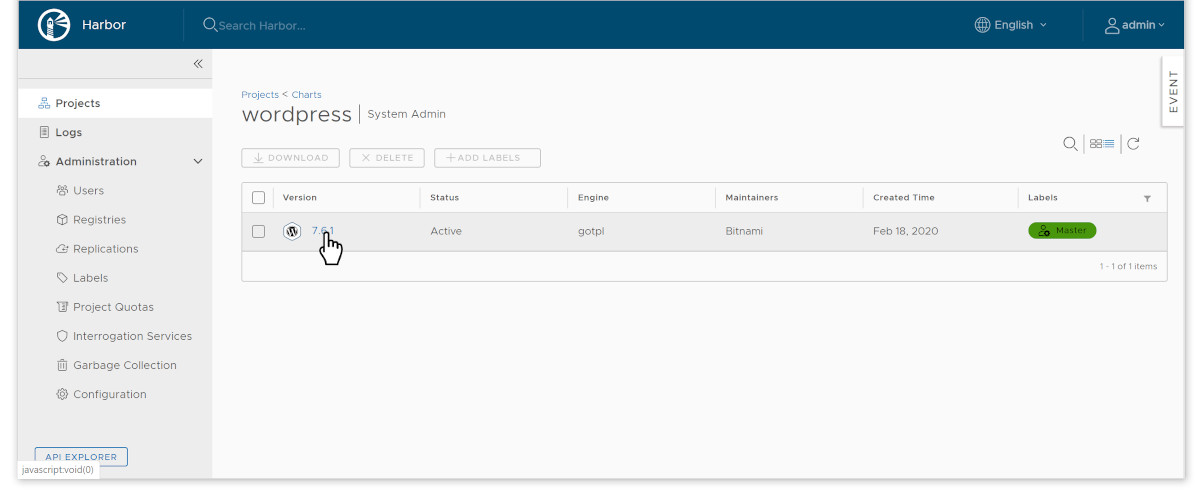 Harbor
Search Harbor...
English
admin
EVENT
Projects
Logs
Administration
Users
Registries
Replications
Labels
Project Quotas
Interrogation Services
Garbage Collection
Configuration
API EXPLORER
javascript:void(0)
Projects < Charts
wordpress System Admin
DOWNLOAD DELETE ADD LABELS
Version Status Engine Maintainers Created Time Labels
7.6.1 Active gotpl Bitnami Feb 18, 2020 Master
1 - 1 of 1 items